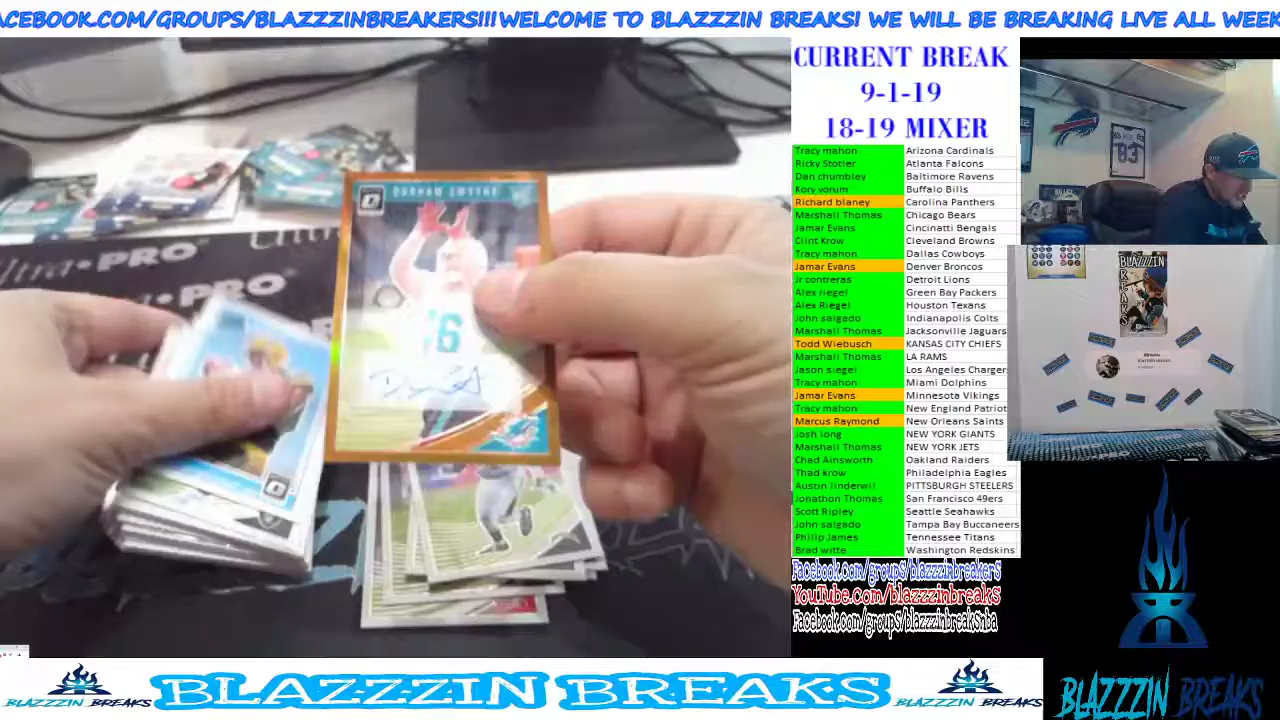 ACEBOOK.COM/GROUPS/BLAZZZINBREAKERS!!!WELCOME TO BLAZZZIN BREAKS! WE WILL BE BREAKING LIVE ALL WEEK
CURRENT BREAK
9-1-19
18-19 MIXER
Tracy mahon Arizona Cardinals
Ricky Stotler Atlanta Falcons
Dan chumbley Baltimore Ravens
Kory vorum Buffalo Bills
Richard blaney Carolina Panthers
Marshall Thomas Chicago Bears
Jamar Evans Cincinatti Bengals
Clint Krow Cleveland Browns
Tracy mahon Dallas Cowboys
Jamar Evans Denver Broncos
Jr contreras Detroit Lions
Alex riegel Green Bay Packers
Alex Riegel Houston Texans
John salgado Indianapolis Colts
Marshall Thomas Jacksonville Jaguars
Todd Wiebusch KANSAS CITY CHIEFS
Marshall Thomas LA RAMS
Jason siegel Los Angeles Charger
Tracy mahon Miami Dolphins
Jamar Evans Minnesota Vikings
Tracy mahon New England Patriot
Marcus Raymond New Orleans Saints
Josh long NEW YORK GIANTS
Marshall Thomas NEW YORK JETS
Chad Ainsworth Oakland Raiders
Thad krow Philadelphia Eagles
Austin linderwil PITTSBURGH STEELERS
Jonathon Thomas San Francisco 49ers
Scott Ripley Seattle Seahawks
John salgado Tampa Bay Buccaneers
Philip James Tennessee Titans
Brad witte Washington Redskins
Facebook.com/groups/blazzzinbreakers
YouTube.com/blazzzinbreaks
Facebook.com/groups/blazzzinbreaksnba
DURHAM SMYTHE
Ultra·PRO
83
BLAZZZIN
BREAKS
BLAZZZIN BREAKS
BLAZZZIN BREAKS
BLAZZZIN BREAKS
BLAZZZIN BREAKS